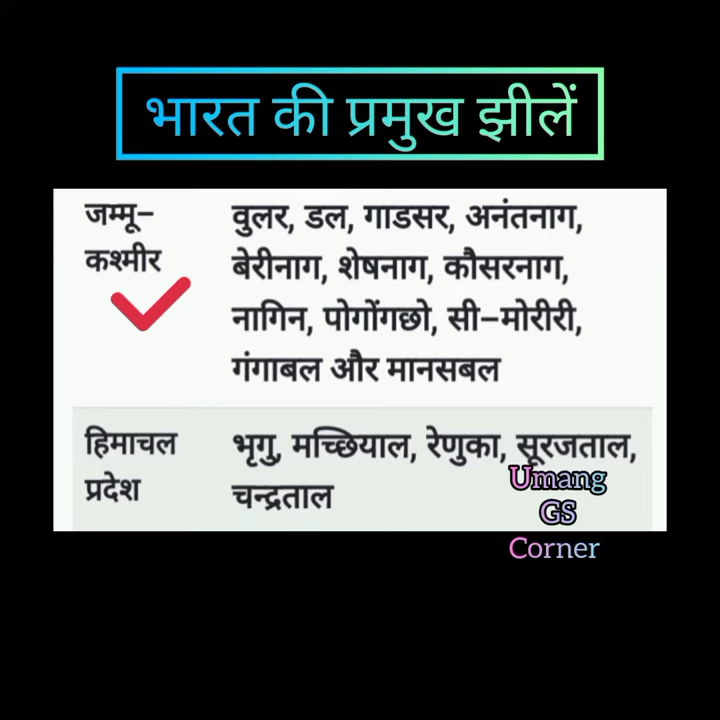 भारत की प्रमुख झीलें
जम्मू–
कश्मीर
वुलर, डल, गाडसर, अनंतनाग,
बेरीनाग, शेषनाग, कौसरनाग,
नागिन, पोगोंगछो, सी–मोरीरी,
गंगाबल और मानसबल
हिमाचल
प्रदेश
भृगु, मच्छियाल, रेणुका, सूरजताल,
चन्द्रताल
Umang
GS
Corner